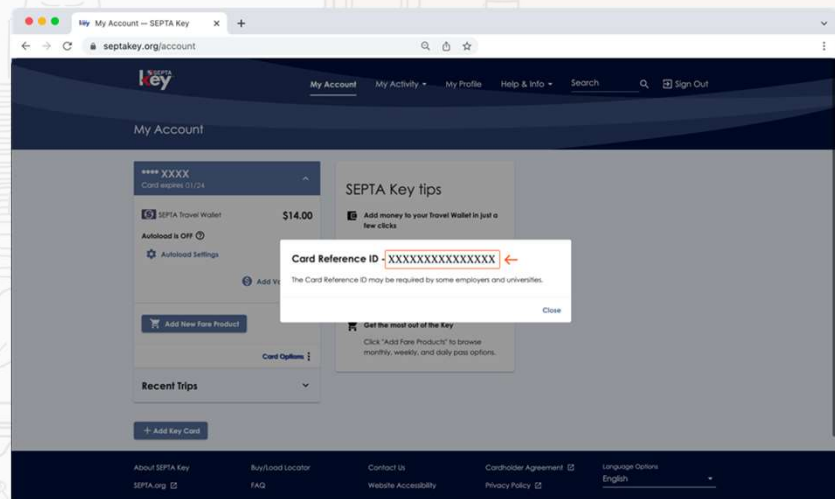 My Account — SEPTA Key
septakey.org/account
SEPTA
key
My Account My Activity My Profile Help & Info Search Sign Out
My Account
**** XXXX
Card expires 01/24
SEPTA Travel Wallet $14.00
Autoload is OFF
Autoload Settings
Add Va
Add New Fare Product
Card Options
Recent Trips
+ Add Key Card
SEPTA Key tips
Add money to your Travel Wallet in just a
few clicks
Card Reference ID - XXXXXXXXXXXXXXX
The Card Reference ID may be required by some employers and universities.
Close
Get the most out of the Key
Click "Add Fare Products" to browse
monthly, weekly, and daily pass options.
About SEPTA Key Buy/Load Locator Contact Us Cardholder Agreement Language Options
SEPTA.org FAQ Website Accessibility Privacy Policy English